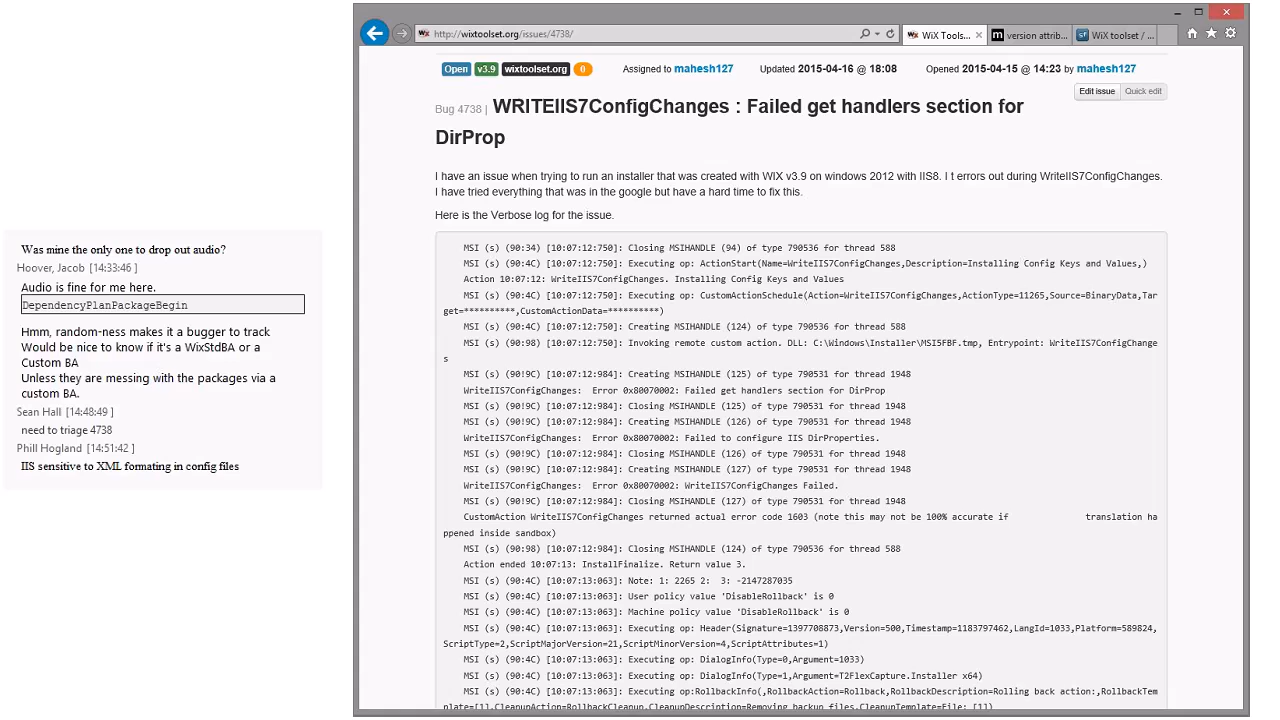 Was mine the only one to drop out audio?
Hoover, Jacob [14:33:46 ]
Audio is fine for me here.
DependencyPlanPackageBegin
Hmm, random-ness makes it a bugger to track
Would be nice to know if it's a WixStdBA or a
Custom BA
Unless they are messing with the packages via a
custom BA.
Sean Hall [14:48:49 ]
need to triage 4738
Phill Hogland [14:51:42 ]
IIS sensitive to XML formating in config files
http://wixtoolset.org/issues/4738/
WiX Tools...
version attrib...
WiX toolset / ...
Open v3.9 wixtoolset.org 0 Assigned to mahesh127 Updated 2015-04-16 @ 18:08 Opened 2015-04-15 @ 14:23 by mahesh127
Edit issue Quick edit
Bug 4738 | WRITEIIS7ConfigChanges : Failed get handlers section for
DirProp
I have an issue when trying to run an installer that was created with WIX v3.9 on windows 2012 with IIS8. I t errors out during WriteIIS7ConfigChanges.
I have tried everything that was in the google but have a hard time to fix this.
Here is the Verbose log for the issue.
MSI (s) (90:34) [10:07:12:750]: Closing MSIHANDLE (94) of type 790536 for thread 588
MSI (s) (90:4C) [10:07:12:750]: Executing op: ActionStart(Name=WriteIIS7ConfigChanges,Description=Installing Config Keys and Values,)
Action 10:07:12: WriteIIS7ConfigChanges. Installing Config Keys and Values
MSI (s) (90:4C) [10:07:12:750]: Executing op: CustomActionSchedule(Action=WriteIIS7ConfigChanges,ActionType=11265,Source=BinaryData,Tar
get=**********,CustomActionData=**********)
MSI (s) (90:4C) [10:07:12:750]: Creating MSIHANDLE (124) of type 790536 for thread 588
MSI (s) (90:98) [10:07:12:750]: Invoking remote custom action. DLL: C:\Windows\Installer\MSI5FBF.tmp, Entrypoint: WriteIIS7ConfigChange
s
MSI (s) (90!9C) [10:07:12:984]: Creating MSIHANDLE (125) of type 790531 for thread 1948
WriteIIS7ConfigChanges:  Error 0x80070002: Failed get handlers section for DirProp
MSI (s) (90!9C) [10:07:12:984]: Closing MSIHANDLE (125) of type 790531 for thread 1948
MSI (s) (90!9C) [10:07:12:984]: Creating MSIHANDLE (126) of type 790531 for thread 1948
WriteIIS7ConfigChanges:  Error 0x80070002: Failed to configure IIS DirProperties.
MSI (s) (90!9C) [10:07:12:984]: Closing MSIHANDLE (126) of type 790531 for thread 1948
MSI (s) (90!9C) [10:07:12:984]: Creating MSIHANDLE (127) of type 790531 for thread 1948
WriteIIS7ConfigChanges:  Error 0x80070002: WriteIIS7ConfigChanges Failed.
MSI (s) (90!9C) [10:07:12:984]: Closing MSIHANDLE (127) of type 790531 for thread 1948
CustomAction WriteIIS7ConfigChanges returned actual error code 1603 (note this may not be 100% accurate if translation ha
ppened inside sandbox)
MSI (s) (90:98) [10:07:12:984]: Closing MSIHANDLE (124) of type 790536 for thread 588
Action ended 10:07:13: InstallFinalize. Return value 3.
MSI (s) (90:4C) [10:07:13:063]: Note: 1: 2265 2:  3: -2147287035
MSI (s) (90:4C) [10:07:13:063]: User policy value 'DisableRollback' is 0
MSI (s) (90:4C) [10:07:13:063]: Machine policy value 'DisableRollback' is 0
MSI (s) (90:4C) [10:07:13:063]: Executing op: Header(Signature=1397708873,Version=500,Timestamp=1183797462,LangId=1033,Platform=589824,
ScriptType=2,ScriptMajorVersion=21,ScriptMinorVersion=4,ScriptAttributes=1)
MSI (s) (90:4C) [10:07:13:063]: Executing op: DialogInfo(Type=0,Argument=1033)
MSI (s) (90:4C) [10:07:13:063]: Executing op: DialogInfo(Type=1,Argument=T2FlexCapture.Installer x64)
MSI (s) (90:4C) [10:07:13:063]: Executing op:RollbackInfo(,RollbackAction=Rollback,RollbackDescription=Rolling back action:,RollbackTem
plate=[1],CleanupAction=RollbackCleanup,CleanupDescription=Removing backup files,CleanupTemplate=File: [1])